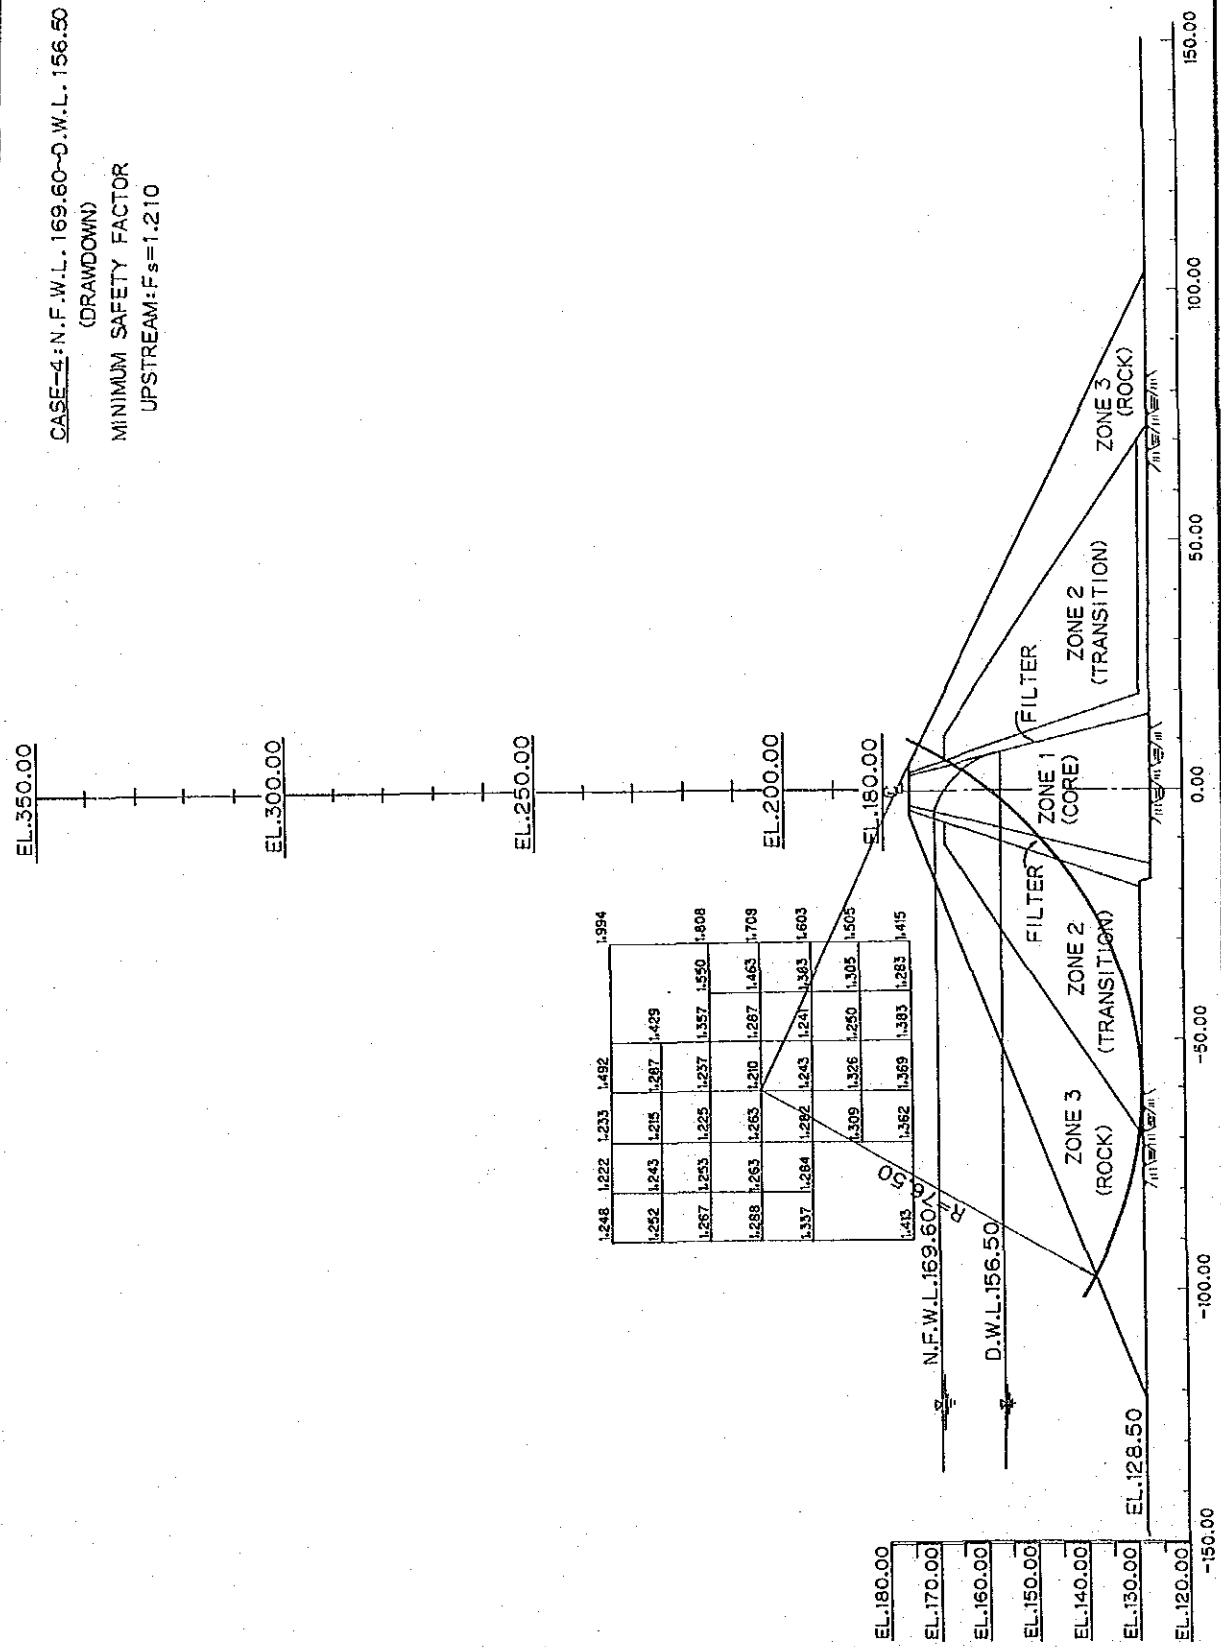 CASE-4: N.F.W.L. 169.60~D.W.L. 156.50
(DRAWDOWN)
MINIMUM SAFETY FACTOR
UPSTREAM: Fs=1.210
EL.350.00
EL.300.00
EL.250.00
EL.200.00
EL.180.00
1.248 1.222 1.233 1.492 1.994
1.252 1.243 1.215 1.287 1.429
1.267 1.253 1.225 1.237 1.357 1.550 1.808
1.288 1.263 1.263 1.210 1.287 1.463 1.709
1.337 1.264 1.282 1.243 1.241 1.383 1.603
1.309 1.326 1.250 1.305 1.505
1.413 1.362 1.369 1.383 1.283 1.415
R=76.50
N.F.W.L.169.60
D.W.L.156.50
EL.128.50
ZONE 3
(ROCK)
ZONE 2
(TRANSITION)
FILTER
ZONE 1
(CORE)
FILTER
ZONE 2
(TRANSITION)
ZONE 3
(ROCK)
EL.180.00
EL.170.00
EL.160.00
EL.150.00
EL.140.00
EL.130.00
EL.120.00
-150.00 -100.00 -50.00 0.00 50.00 100.00 150.00